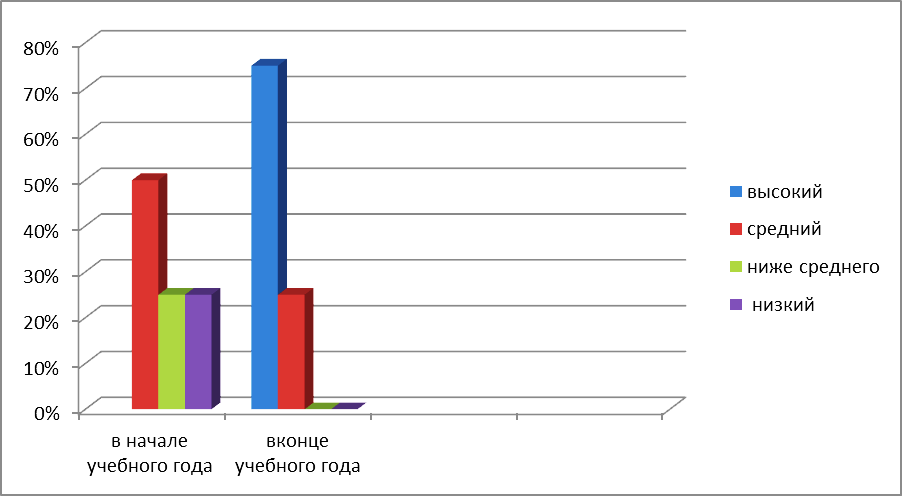 80%
70%
60%
50%
40%
30%
20%
10%
0%
в начале
учебного года
вконце
учебного года
высокий
средний
ниже среднего
низкий